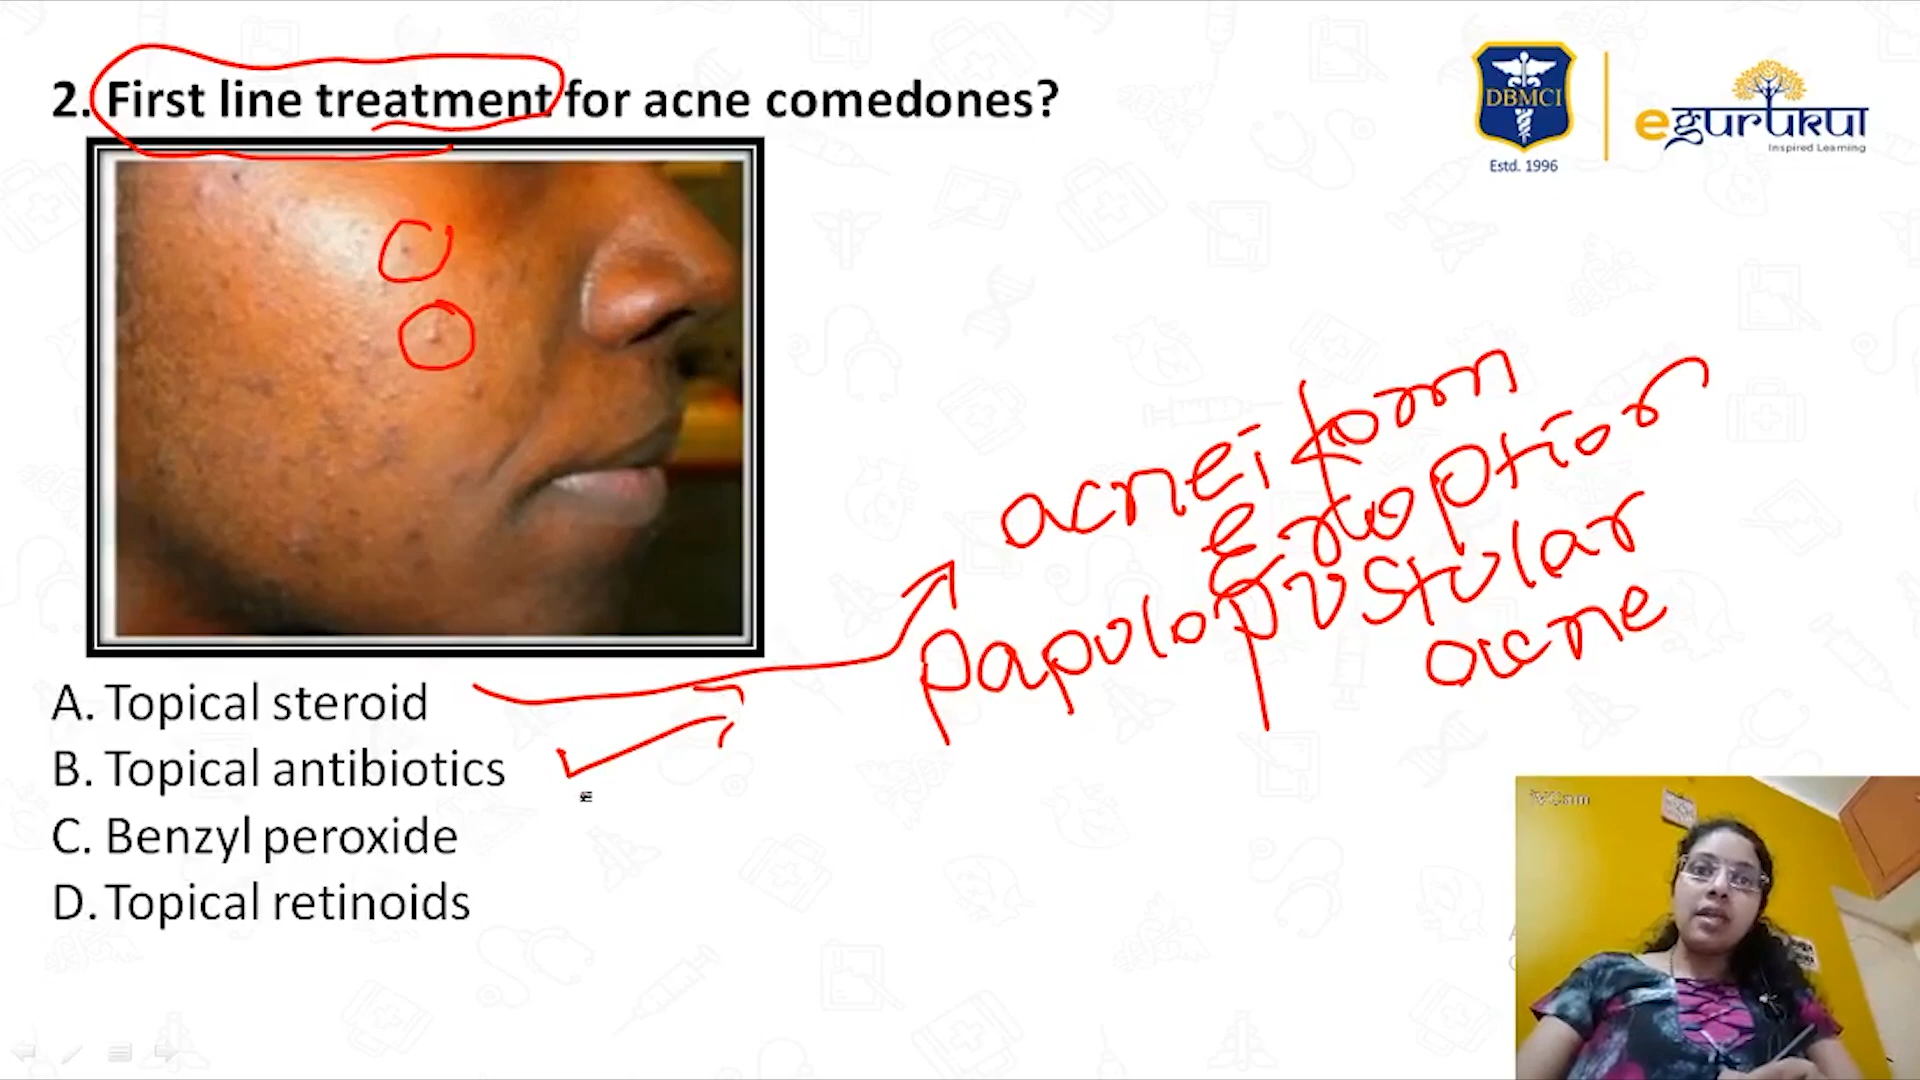 2. First line treatment for acne comedones?
DBMCI
Estd. 1996
eGURUKUL
Inspired Learning
acneiform
eruption
papulopustular
acne
A. Topical steroid
B. Topical antibiotics
C. Benzyl peroxide
D. Topical retinoids
iVCam